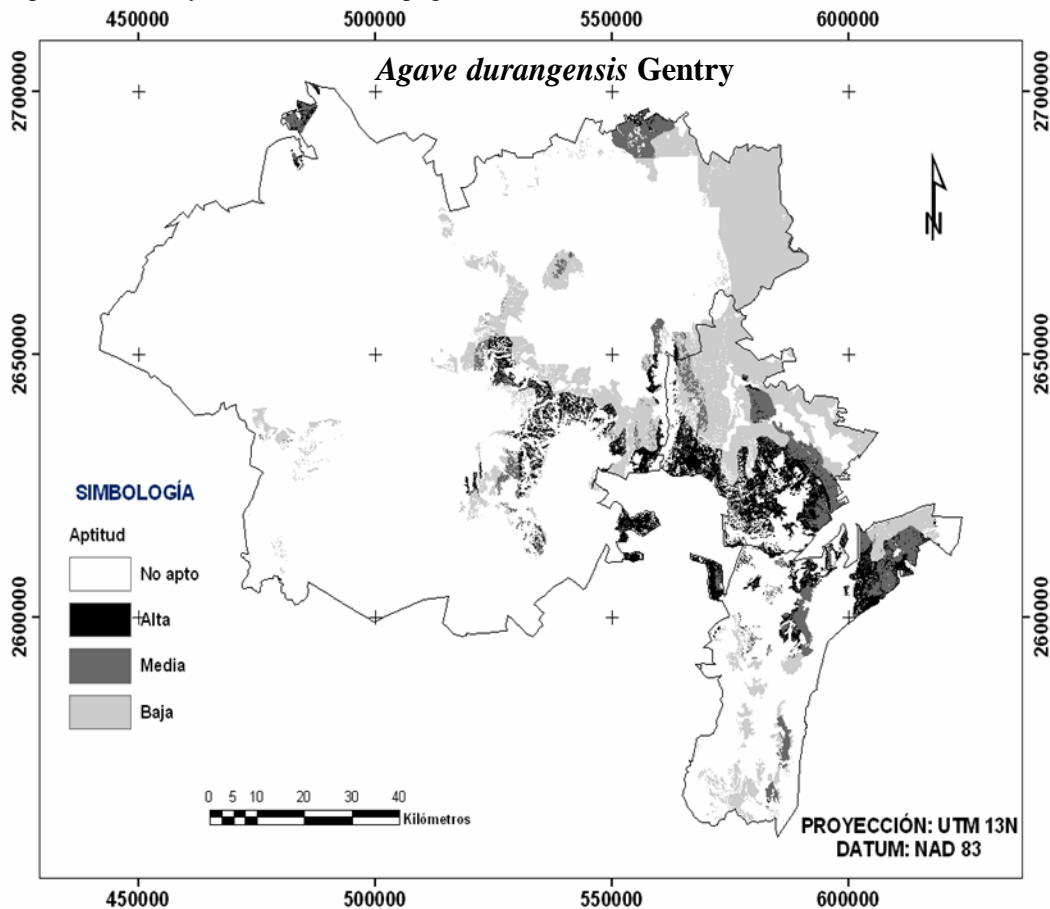 450000 500000 550000 600000
Agave durangensis Gentry
2700000 2700000
N
2650000 2650000
SIMBOLOGÍA
Aptitud
No apto
Alta
Media
Baja
2600000 2600000
0 5 10 20 30 40
Kilómetros
PROYECCIÓN: UTM 13N
DATUM: NAD 83
450000 500000 550000 600000